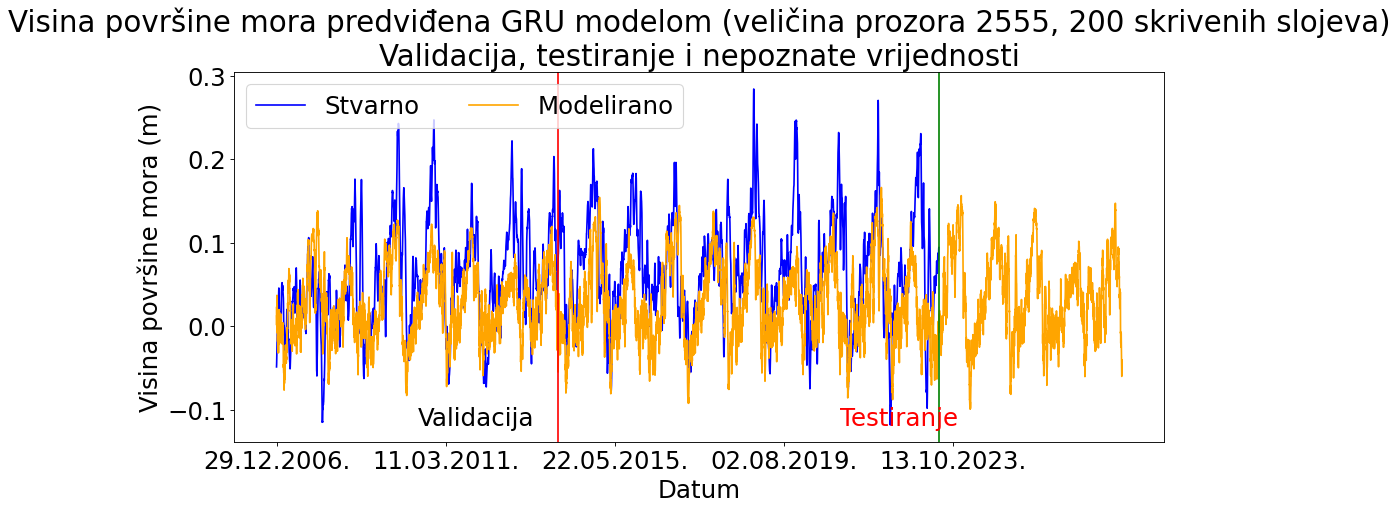 Visina površine mora predviđena GRU modelom (veličina prozora 2555, 200 skrivenih slojeva)
Validacija, testiranje i nepoznate vrijednosti
Stvarno
Modelirano
Visina površine mora (m)
0.3
0.2
0.1
0.0
−0.1
Validacija
Testiranje
29.12.2006.
11.03.2011.
22.05.2015.
02.08.2019.
13.10.2023.
Datum